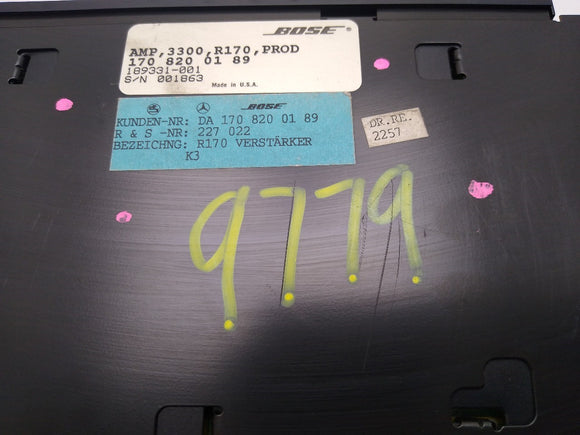 BOSE
AMP,3300,R170,PROD
170 820 01 89
189331-001
S/N 001863
Made in U.S.A.
BOSE
KUNDEN-NR: DA 170 820 01 89
R & S -NR: 227 022
BEZEICHNG: R170 VERSTÄRKER
K3
DR.RE.
2257
9779